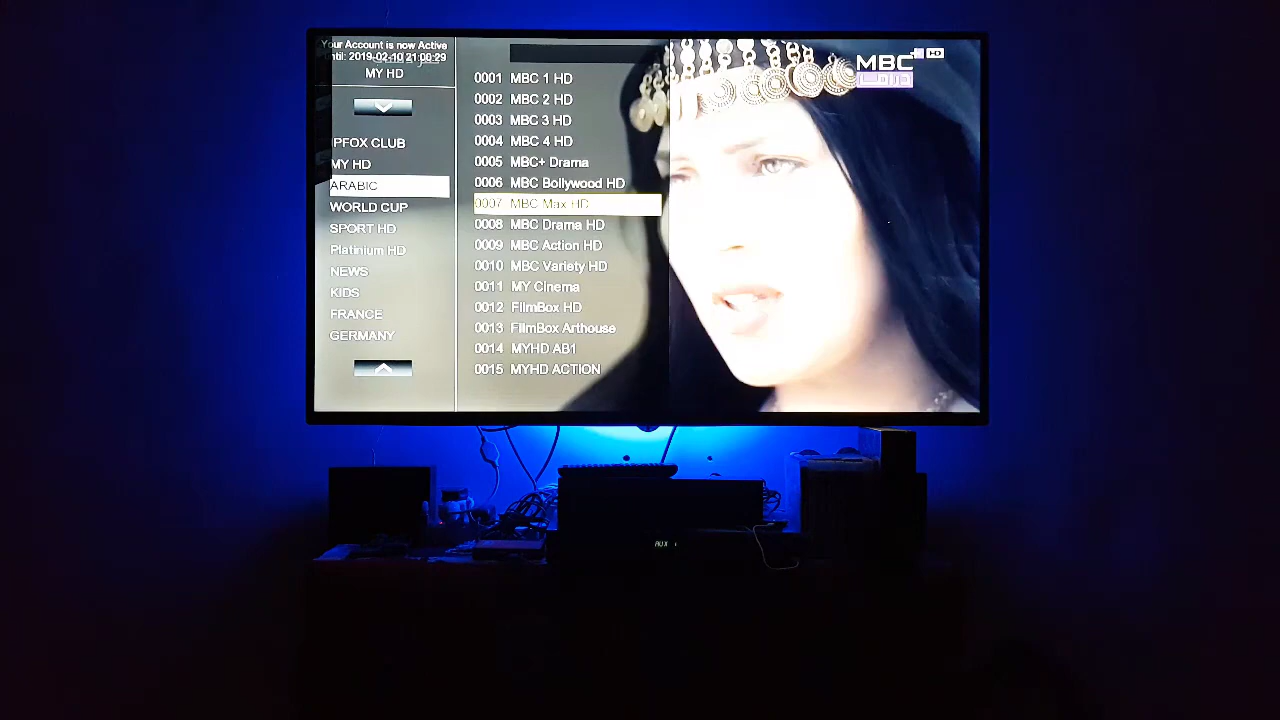 Your Account is now Active
until: 2019-02-10 21:00:29
MY HD
IPFOX CLUB
MY HD
ARABIC
WORLD CUP
SPORT HD
Platinium HD
NEWS
KIDS
FRANCE
GERMANY
0001 MBC 1 HD
0002 MBC 2 HD
0003 MBC 3 HD
0004 MBC 4 HD
0005 MBC+ Drama
0006 MBC Bollywood HD
0007 MBC Max HD
0008 MBC Drama HD
0009 MBC Action HD
0010 MBC Variety HD
0011 MY Cinema
0012 FilmBox HD
0013 FilmBox Arthouse
0014 MYHD AB1
0015 MYHD ACTION
MBC+ HD
دراما
AUX